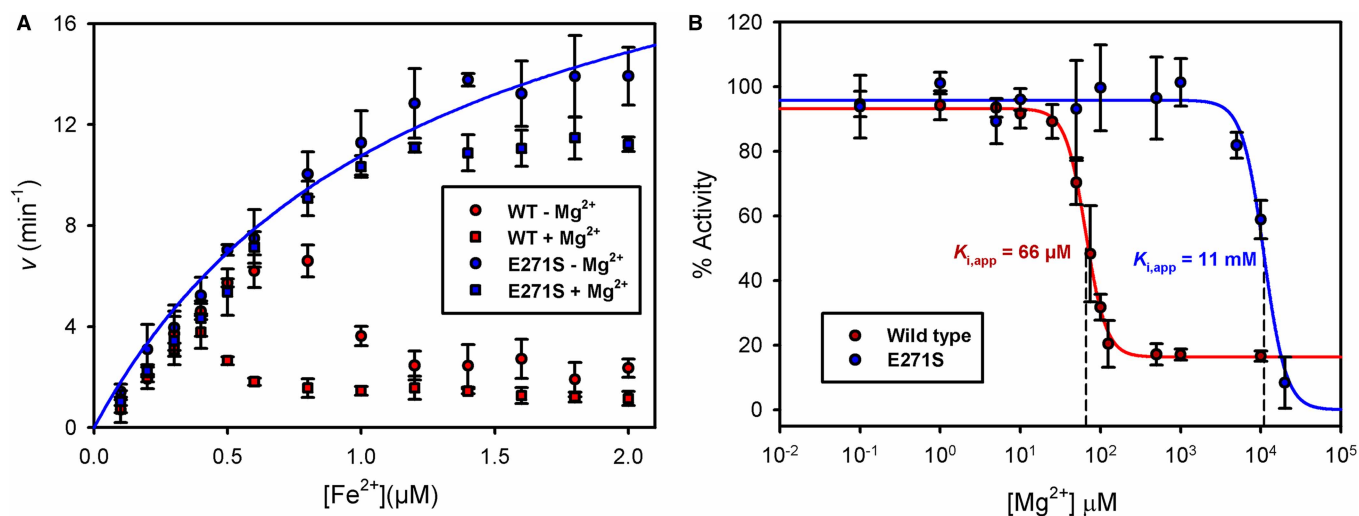 A
16
12
8
4
0
v (min⁻¹)
WT - Mg²⁺
WT + Mg²⁺
E271S - Mg²⁺
E271S + Mg²⁺
0.0 0.5 1.0 1.5 2.0
[Fe²⁺](µM)
B
120
100
80
60
40
20
0
% Activity
K_i,app = 66 µM
K_i,app = 11 mM
Wild type
E271S
10⁻² 10⁻¹ 10⁰ 10¹ 10² 10³ 10⁴ 10⁵
[Mg²⁺] µM